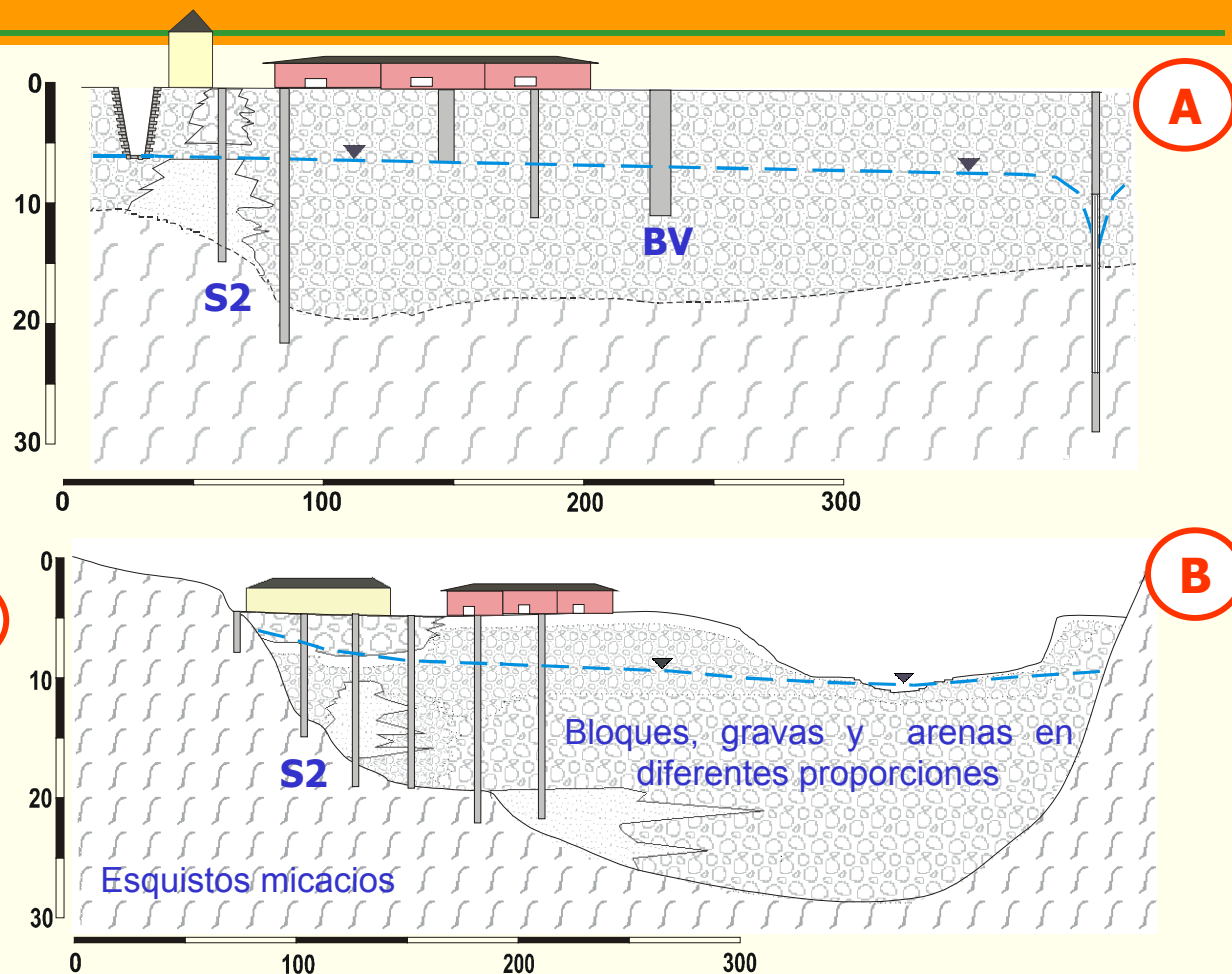 A
0
10
20
30
S2
BV
0 100 200 300
B
0
10
20
30
Bloques, gravas y arenas en
diferentes proporciones
S2
Esquistos micacios
0 100 200 300